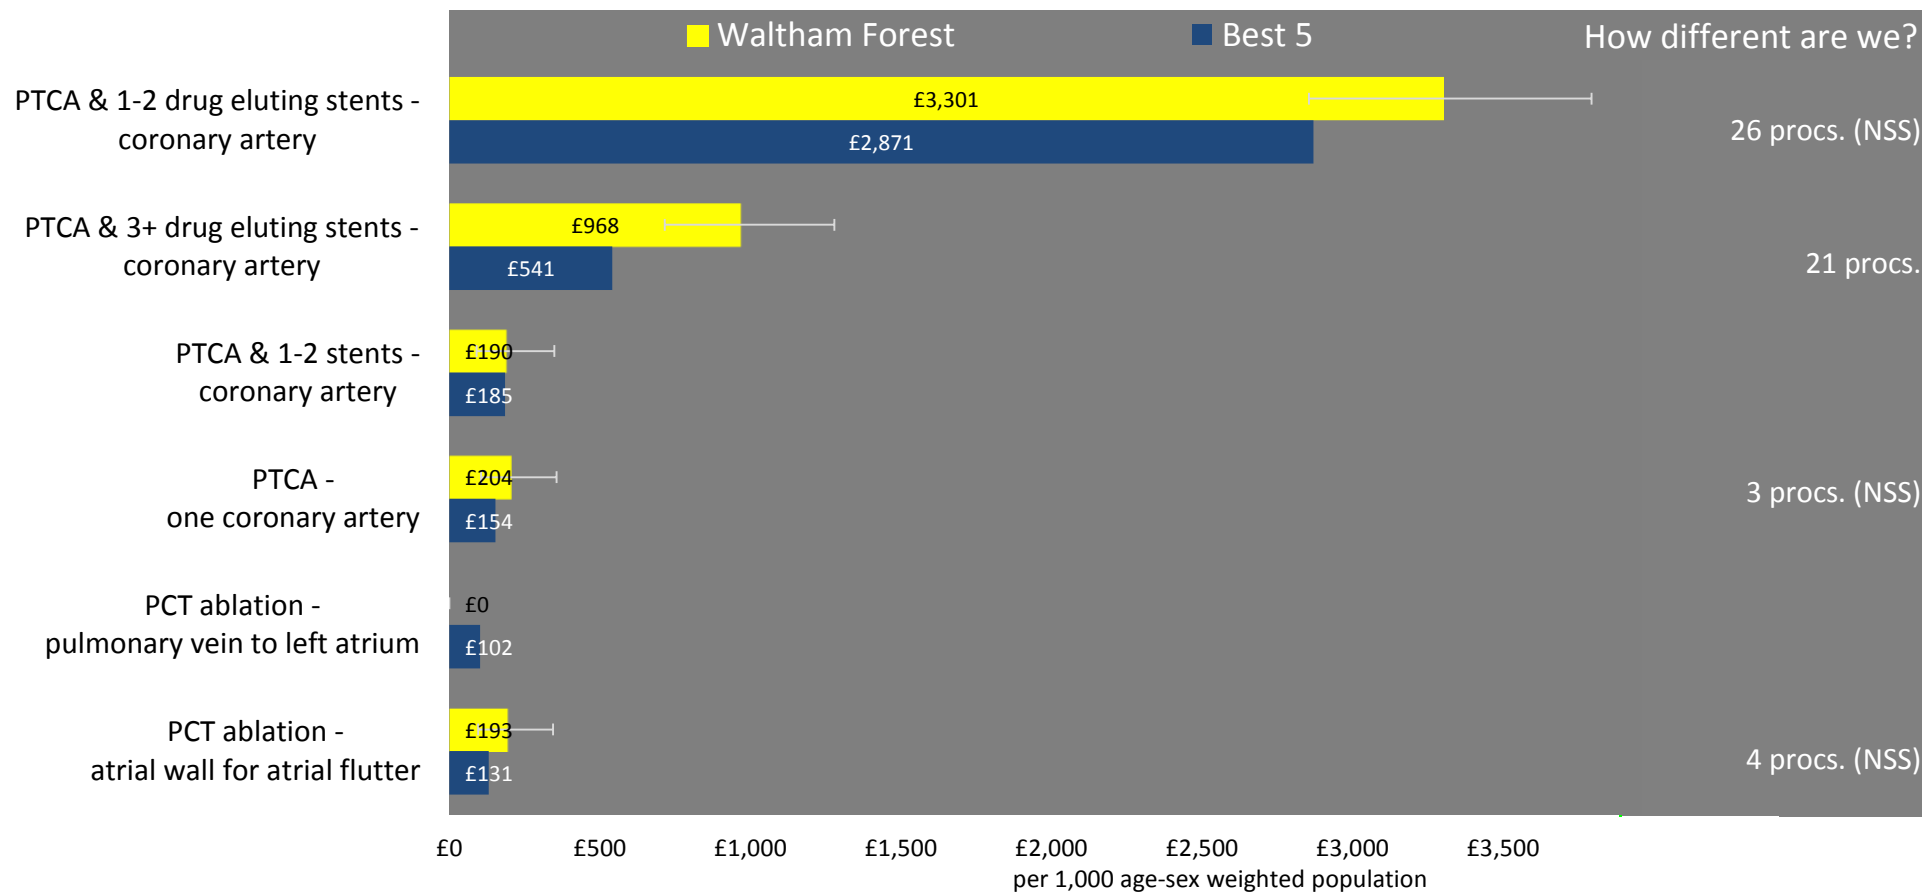 Waltham Forest
Best 5
How different are we?
PTCA & 1-2 drug eluting stents -
coronary artery
£3,301
£2,871
26 procs. (NSS)
PTCA & 3+ drug eluting stents -
coronary artery
£968
£541
21 procs.
PTCA & 1-2 stents -
coronary artery
£190
£185
PTCA -
one coronary artery
£204
£154
3 procs. (NSS)
PCT ablation -
pulmonary vein to left atrium
£0
£102
PCT ablation -
atrial wall for atrial flutter
£193
£131
4 procs. (NSS)
£0 £500 £1,000 £1,500 £2,000 £2,500 £3,000 £3,500
per 1,000 age-sex weighted population